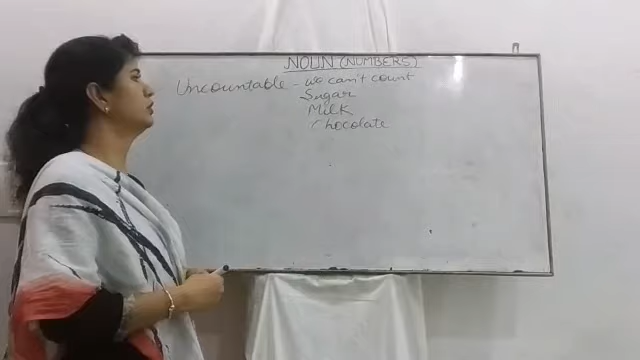 NOUN (NUMBERS)
Uncountable - we can't count
Sugar
Milk
Chocolate